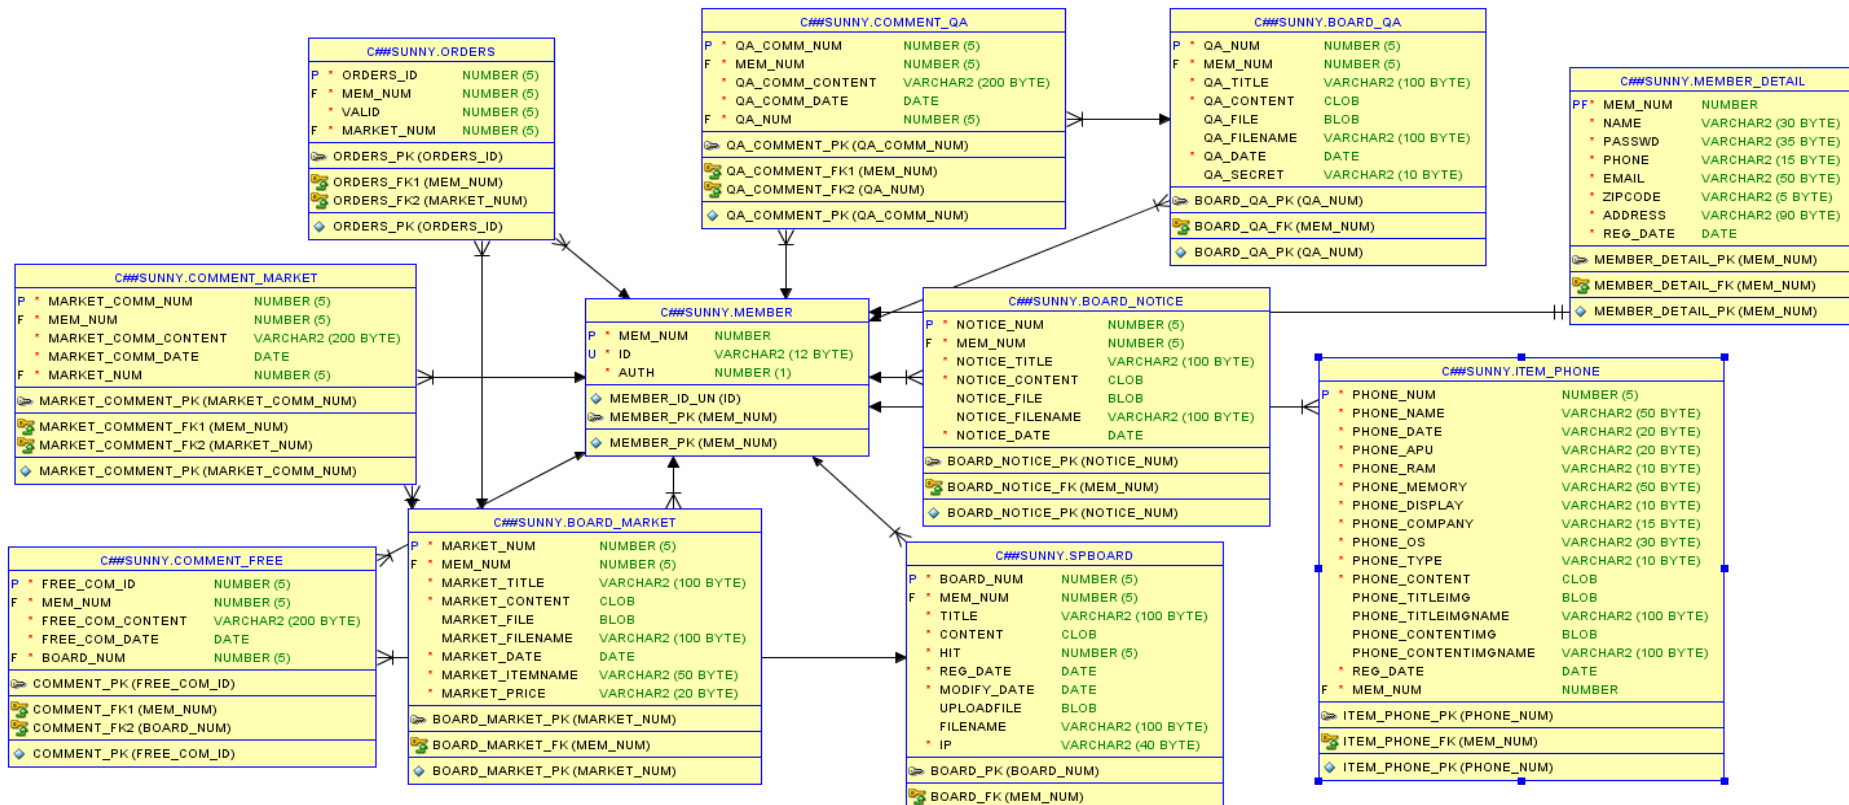 C##SUNNY.ORDERS
P * ORDERS_ID NUMBER (5)
F * MEM_NUM NUMBER (5)
* VALID NUMBER (5)
F * MARKET_NUM NUMBER (5)
ORDERS_PK (ORDERS_ID)
ORDERS_FK1 (MEM_NUM)
ORDERS_FK2 (MARKET_NUM)
ORDERS_PK (ORDERS_ID)
C##SUNNY.COMMENT_QA
P * QA_COMM_NUM NUMBER (5)
F * MEM_NUM NUMBER (5)
* QA_COMM_CONTENT VARCHAR2 (200 BYTE)
* QA_COMM_DATE DATE
F * QA_NUM NUMBER (5)
QA_COMMENT_PK (QA_COMM_NUM)
QA_COMMENT_FK1 (MEM_NUM)
QA_COMMENT_FK2 (QA_NUM)
QA_COMMENT_PK (QA_COMM_NUM)
C##SUNNY.BOARD_QA
P * QA_NUM NUMBER (5)
F * MEM_NUM NUMBER (5)
* QA_TITLE VARCHAR2 (100 BYTE)
* QA_CONTENT CLOB
QA_FILE BLOB
QA_FILENAME VARCHAR2 (100 BYTE)
* QA_DATE DATE
QA_SECRET VARCHAR2 (10 BYTE)
BOARD_QA_PK (QA_NUM)
BOARD_QA_FK (MEM_NUM)
BOARD_QA_PK (QA_NUM)
C##SUNNY.MEMBER_DETAIL
PF* MEM_NUM NUMBER
* NAME VARCHAR2 (30 BYTE)
* PASSWD VARCHAR2 (35 BYTE)
* PHONE VARCHAR2 (15 BYTE)
* EMAIL VARCHAR2 (50 BYTE)
* ZIPCODE VARCHAR2 (5 BYTE)
* ADDRESS VARCHAR2 (90 BYTE)
* REG_DATE DATE
MEMBER_DETAIL_PK (MEM_NUM)
MEMBER_DETAIL_FK (MEM_NUM)
MEMBER_DETAIL_PK (MEM_NUM)
C##SUNNY.COMMENT_MARKET
P * MARKET_COMM_NUM NUMBER (5)
F * MEM_NUM NUMBER (5)
* MARKET_COMM_CONTENT VARCHAR2 (200 BYTE)
* MARKET_COMM_DATE DATE
F * MARKET_NUM NUMBER (5)
MARKET_COMMENT_PK (MARKET_COMM_NUM)
MARKET_COMMENT_FK1 (MEM_NUM)
MARKET_COMMENT_FK2 (MARKET_NUM)
MARKET_COMMENT_PK (MARKET_COMM_NUM)
C##SUNNY.MEMBER
P * MEM_NUM NUMBER
U * ID VARCHAR2 (12 BYTE)
* AUTH NUMBER (1)
MEMBER_ID_UN (ID)
MEMBER_PK (MEM_NUM)
MEMBER_PK (MEM_NUM)
C##SUNNY.BOARD_NOTICE
P * NOTICE_NUM NUMBER (5)
F * MEM_NUM NUMBER (5)
* NOTICE_TITLE VARCHAR2 (100 BYTE)
* NOTICE_CONTENT CLOB
NOTICE_FILE BLOB
NOTICE_FILENAME VARCHAR2 (100 BYTE)
* NOTICE_DATE DATE
BOARD_NOTICE_PK (NOTICE_NUM)
BOARD_NOTICE_FK (MEM_NUM)
BOARD_NOTICE_PK (NOTICE_NUM)
C##SUNNY.ITEM_PHONE
P * PHONE_NUM NUMBER (5)
* PHONE_NAME VARCHAR2 (50 BYTE)
* PHONE_DATE VARCHAR2 (20 BYTE)
* PHONE_APU VARCHAR2 (20 BYTE)
* PHONE_RAM VARCHAR2 (10 BYTE)
* PHONE_MEMORY VARCHAR2 (50 BYTE)
* PHONE_DISPLAY VARCHAR2 (10 BYTE)
* PHONE_COMPANY VARCHAR2 (15 BYTE)
* PHONE_OS VARCHAR2 (30 BYTE)
* PHONE_TYPE VARCHAR2 (10 BYTE)
* PHONE_CONTENT CLOB
PHONE_TITLEIMG BLOB
PHONE_TITLEIMGNAME VARCHAR2 (100 BYTE)
PHONE_CONTENTIMG BLOB
PHONE_CONTENTIMGNAME VARCHAR2 (100 BYTE)
* REG_DATE DATE
F * MEM_NUM NUMBER
ITEM_PHONE_PK (PHONE_NUM)
ITEM_PHONE_FK (MEM_NUM)
ITEM_PHONE_PK (PHONE_NUM)
C##SUNNY.COMMENT_FREE
P * FREE_COM_ID NUMBER (5)
F * MEM_NUM NUMBER (5)
* FREE_COM_CONTENT VARCHAR2 (200 BYTE)
* FREE_COM_DATE DATE
F * BOARD_NUM NUMBER (5)
COMMENT_PK (FREE_COM_ID)
COMMENT_FK1 (MEM_NUM)
COMMENT_FK2 (BOARD_NUM)
COMMENT_PK (FREE_COM_ID)
C##SUNNY.BOARD_MARKET
P * MARKET_NUM NUMBER (5)
F * MEM_NUM NUMBER (5)
* MARKET_TITLE VARCHAR2 (100 BYTE)
* MARKET_CONTENT CLOB
MARKET_FILE BLOB
MARKET_FILENAME VARCHAR2 (100 BYTE)
* MARKET_DATE DATE
* MARKET_ITEMNAME VARCHAR2 (50 BYTE)
* MARKET_PRICE VARCHAR2 (20 BYTE)
BOARD_MARKET_PK (MARKET_NUM)
BOARD_MARKET_FK (MEM_NUM)
BOARD_MARKET_PK (MARKET_NUM)
C##SUNNY.SPBOARD
P * BOARD_NUM NUMBER (5)
F * MEM_NUM NUMBER (5)
* TITLE VARCHAR2 (100 BYTE)
* CONTENT CLOB
* HIT NUMBER (5)
* REG_DATE DATE
* MODIFY_DATE DATE
UPLOADFILE BLOB
FILENAME VARCHAR2 (100 BYTE)
* IP VARCHAR2 (40 BYTE)
BOARD_PK (BOARD_NUM)
BOARD_FK (MEM_NUM)